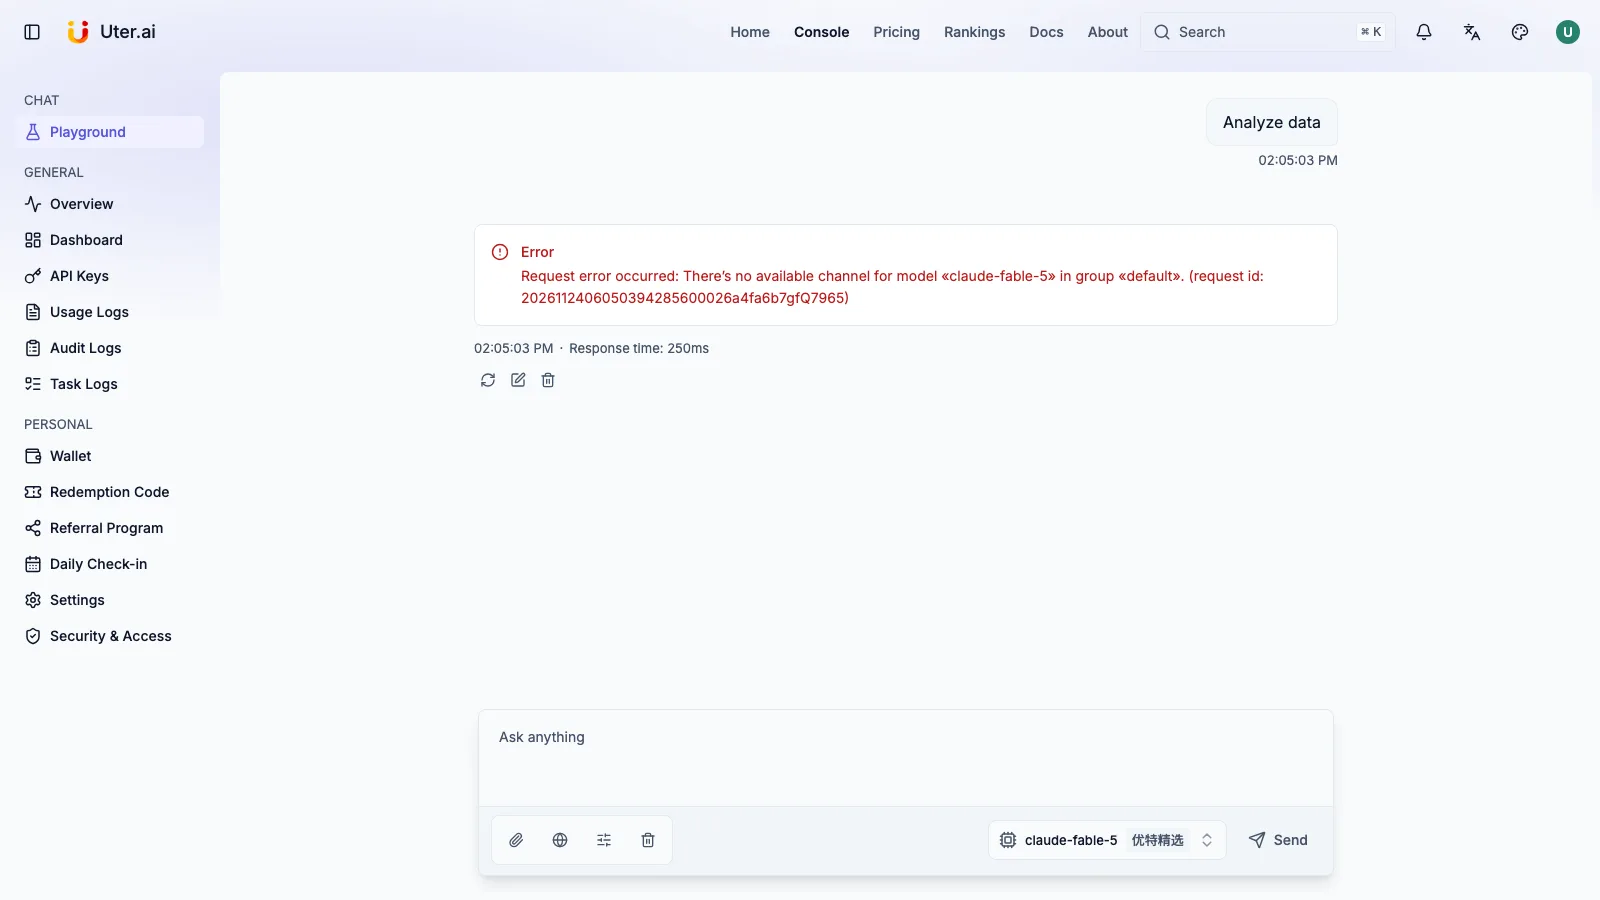 Uter.ai
Home
Console
Pricing
Rankings
Docs
About
Search
⌘ K
U
CHAT
Playground
GENERAL
Overview
Dashboard
API Keys
Usage Logs
Audit Logs
Task Logs
PERSONAL
Wallet
Redemption Code
Referral Program
Daily Check-in
Settings
Security & Access
Analyze data
02:05:03 PM
Error
Request error occurred: There’s no available channel for model «claude-fable-5» in group «default». (request id:
2026112406050394285600026a4fa6b7gfQ7965)
02:05:03 PM · Response time: 250ms
Ask anything
claude-fable-5 优特精选
Send